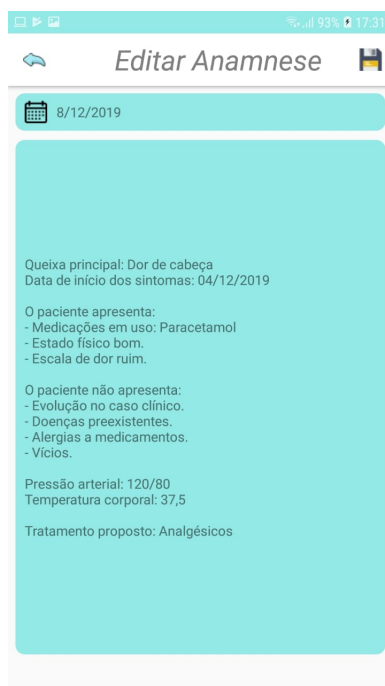 93% 17:31
Editar Anamnese
8/12/2019
Queixa principal: Dor de cabeça
Data de início dos sintomas: 04/12/2019
O paciente apresenta:
- Medicações em uso: Paracetamol
- Estado físico bom.
- Escala de dor ruim.
O paciente não apresenta:
- Evolução no caso clínico.
- Doenças preexistentes.
- Alergias a medicamentos.
- Vícios.
Pressão arterial: 120/80
Temperatura corporal: 37,5
Tratamento proposto: Analgésicos